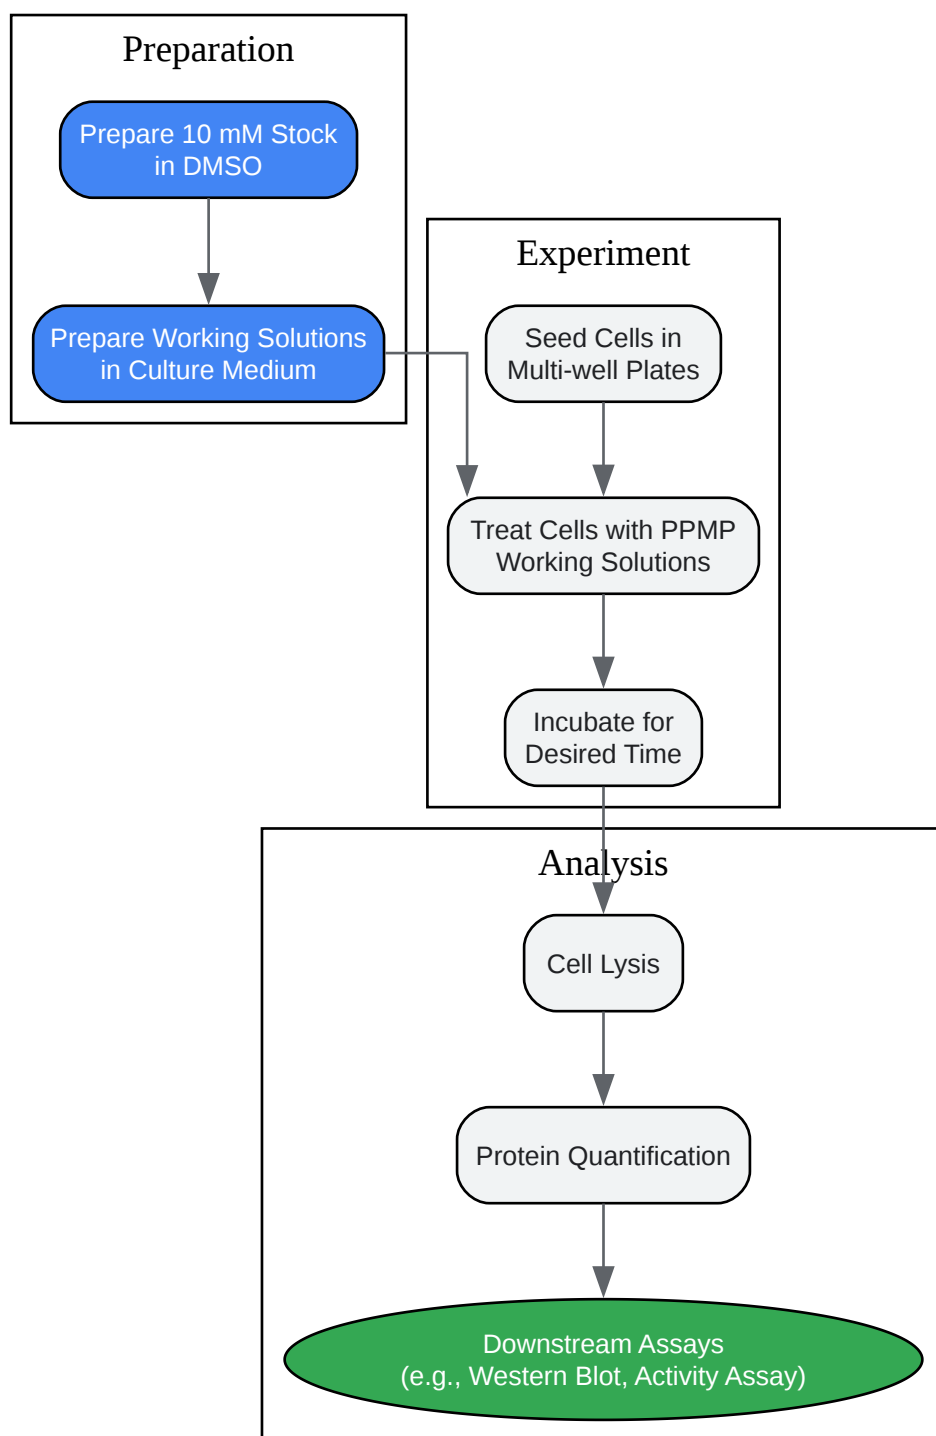 Preparation
Prepare 10 mM Stock
in DMSO
Prepare Working Solutions
in Culture Medium
Experiment
Seed Cells in
Multi-well Plates
Treat Cells with PPMP
Working Solutions
Incubate for
Desired Time
Analysis
Cell Lysis
Protein Quantification
Downstream Assays
(e.g., Western Blot, Activity Assay)